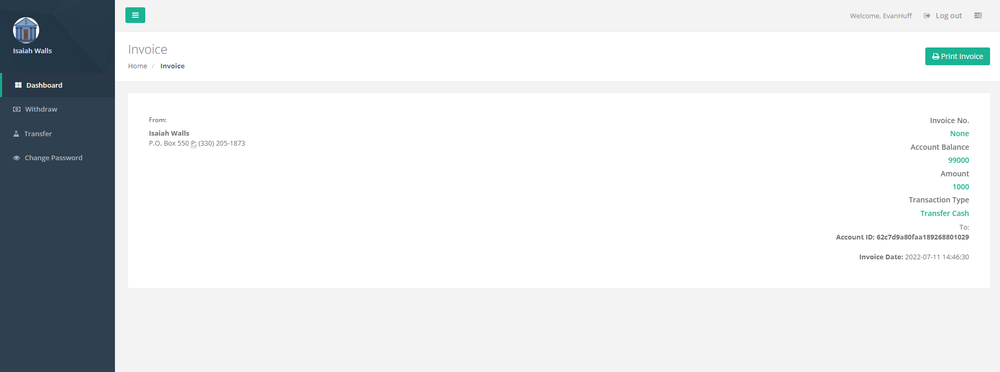 Isaiah Walls
Dashboard
Withdraw
Transfer
Change Password
Welcome, EvanHuff
Log out
Invoice
Home / Invoice
Print Invoice
From:
Isaiah Walls
P.O. Box 550 P: (330) 205-1873
Invoice No.
None
Account Balance
99000
Amount
1000
Transaction Type
Transfer Cash
To:
Account ID: 62c7d9a80faa189268801029
Invoice Date: 2022-07-11 14:46:30